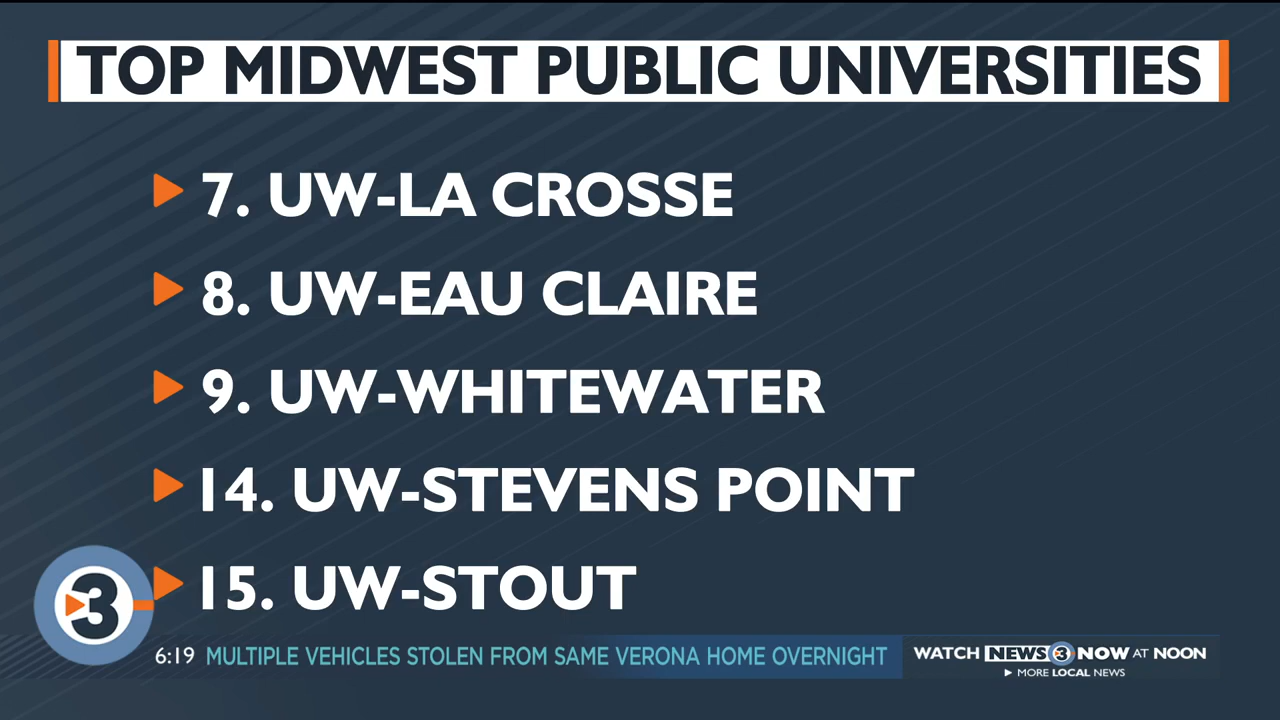 TOP MIDWEST PUBLIC UNIVERSITIES
7. UW-LA CROSSE
8. UW-EAU CLAIRE
9. UW-WHITEWATER
14. UW-STEVENS POINT
15. UW-STOUT
3
6:19 MULTIPLE VEHICLES STOLEN FROM SAME VERONA HOME OVERNIGHT
WATCH NEWS 3 NOW AT NOON
MORE LOCAL NEWS